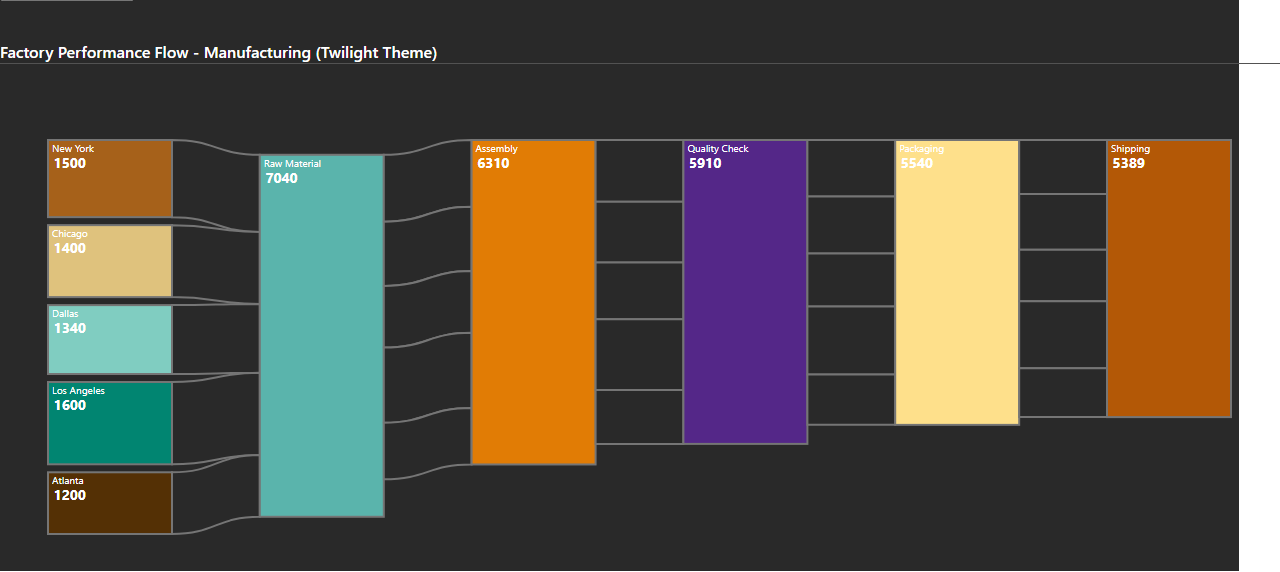 Factory Performance Flow - Manufacturing (Twilight Theme)
New York
1500
Chicago
1400
Dallas
1340
Los Angeles
1600
Atlanta
1200
Raw Material
7040
Assembly
6310
Quality Check
5910
Packaging
5540
Shipping
5389